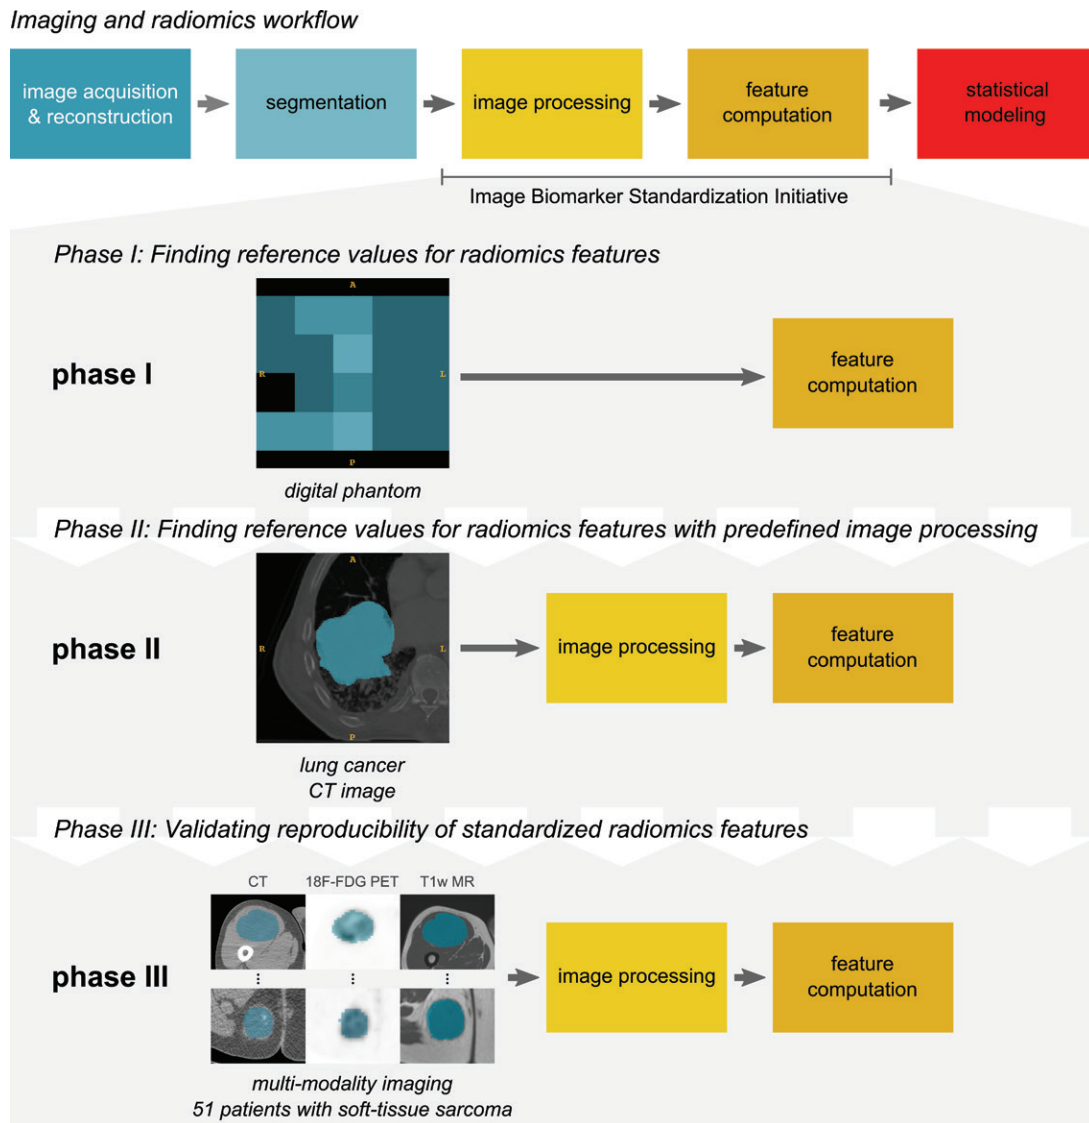 Imaging and radiomics workflow
image acquisition
& reconstruction
segmentation
image processing
feature
computation
statistical
modeling
Image Biomarker Standardization Initiative
Phase I: Finding reference values for radiomics features
phase I
A
R
L
P
digital phantom
feature
computation
Phase II: Finding reference values for radiomics features with predefined image processing
phase II
A
R
L
P
lung cancer
CT image
image processing
feature
computation
Phase III: Validating reproducibility of standardized radiomics features
phase III
CT
18F-FDG PET
T1w MR
...
...
...
multi-modality imaging
51 patients with soft-tissue sarcoma
image processing
feature
computation